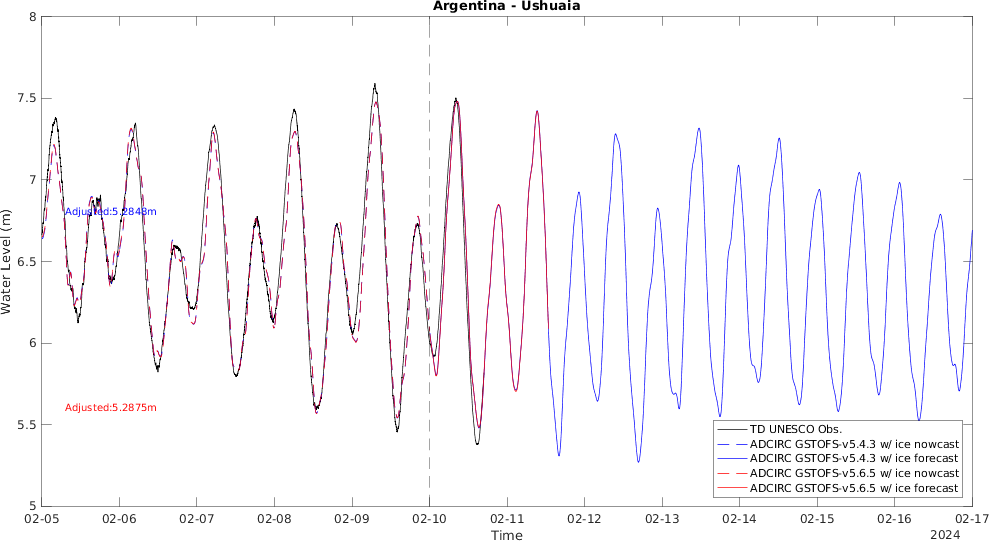 Argentina - Ushuaia
Water Level (m)
8
7.5
7
6.5
6
5.5
5
Adjusted:5.2848m
Adjusted:5.2875m
TD UNESCO Obs.
ADCIRC GSTOFS-v5.4.3 w/ ice nowcast
ADCIRC GSTOFS-v5.4.3 w/ ice forecast
ADCIRC GSTOFS-v5.6.5 w/ ice nowcast
ADCIRC GSTOFS-v5.6.5 w/ ice forecast
02-05 02-06 02-07 02-08 02-09 02-10 02-11 02-12 02-13 02-14 02-15 02-16 02-17
Time
2024